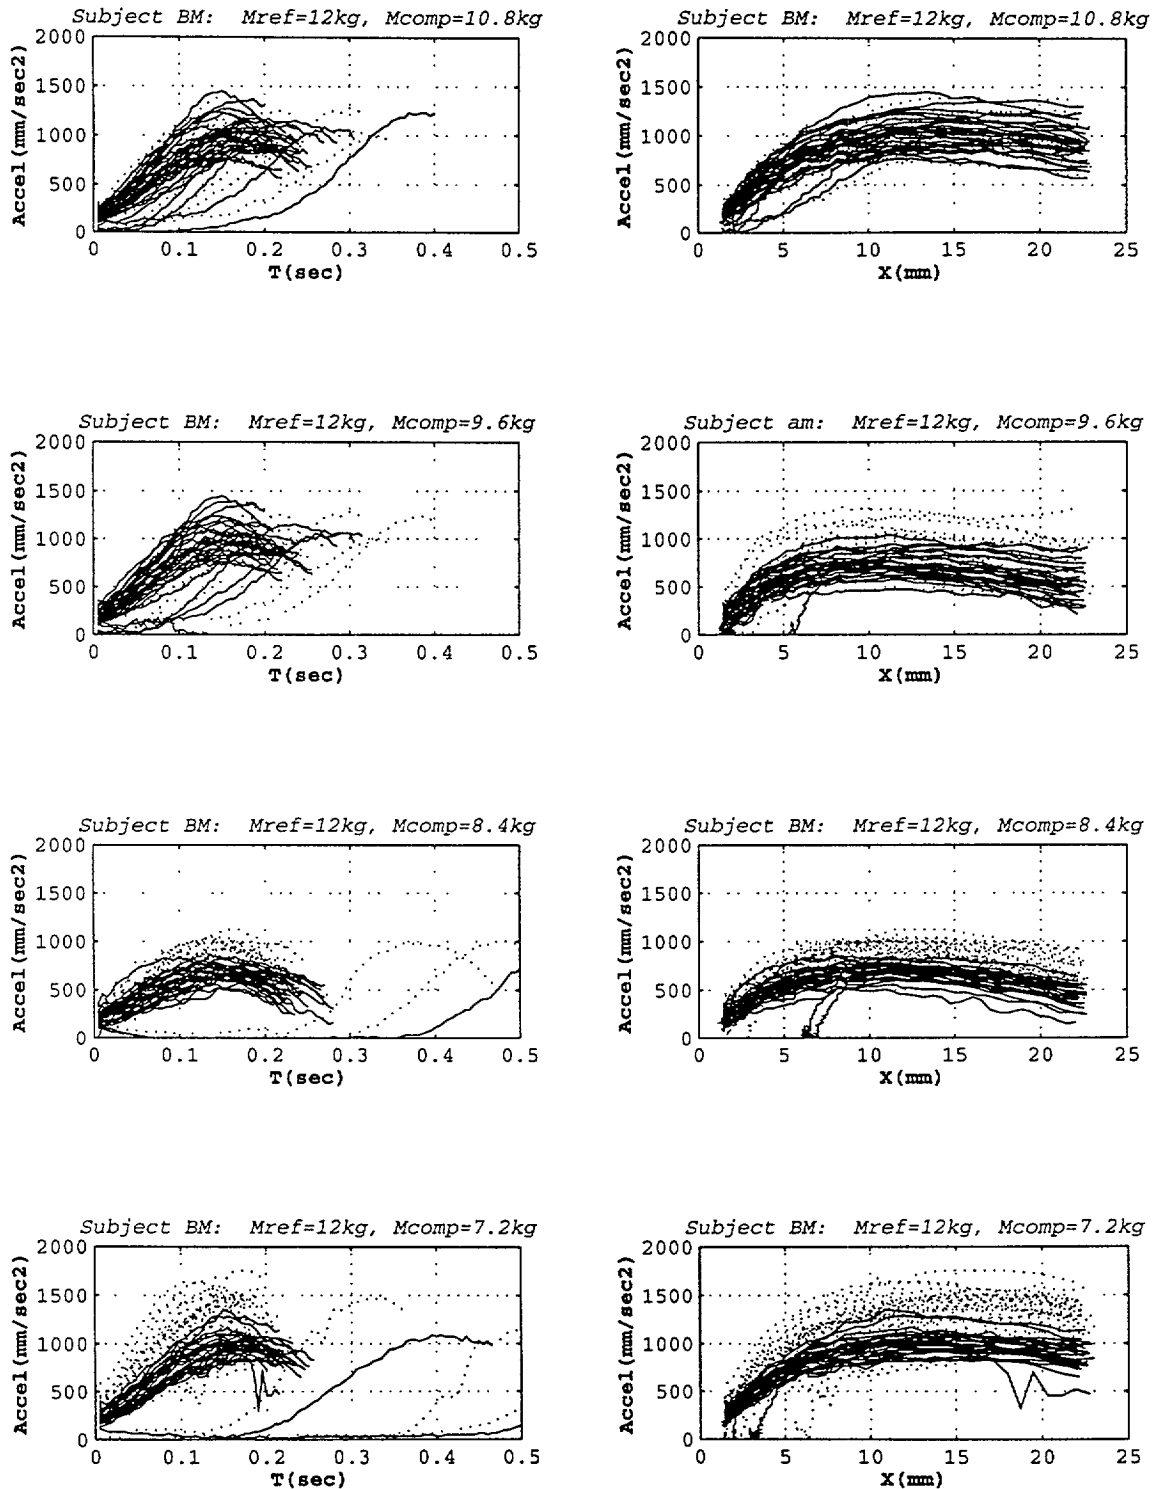 Subject BM: Mref=12kg, Mcomp=10.8kg
Accel(mm/sec2)
2000
1500
1000
500
0
0 0.1 0.2 0.3 0.4 0.5
T(sec)
Subject BM: Mref=12kg, Mcomp=10.8kg
Accel(mm/sec2)
2000
1500
1000
500
0
0 5 10 15 20 25
X(mm)
Subject BM: Mref=12kg, Mcomp=9.6kg
Accel(mm/sec2)
2000
1500
1000
500
0
0 0.1 0.2 0.3 0.4 0.5
T(sec)
Subject am: Mref=12kg, Mcomp=9.6kg
Accel(mm/sec2)
2000
1500
1000
500
0
0 5 10 15 20 25
X(mm)
Subject BM: Mref=12kg, Mcomp=8.4kg
Accel(mm/sec2)
2000
1500
1000
500
0
0 0.1 0.2 0.3 0.4 0.5
T(sec)
Subject BM: Mref=12kg, Mcomp=8.4kg
Accel(mm/sec2)
2000
1500
1000
500
0
0 5 10 15 20 25
X(mm)
Subject BM: Mref=12kg, Mcomp=7.2kg
Accel(mm/sec2)
2000
1500
1000
500
0
0 0.1 0.2 0.3 0.4 0.5
T(sec)
Subject BM: Mref=12kg, Mcomp=7.2kg
Accel(mm/sec2)
2000
1500
1000
500
0
0 5 10 15 20 25
X(mm)